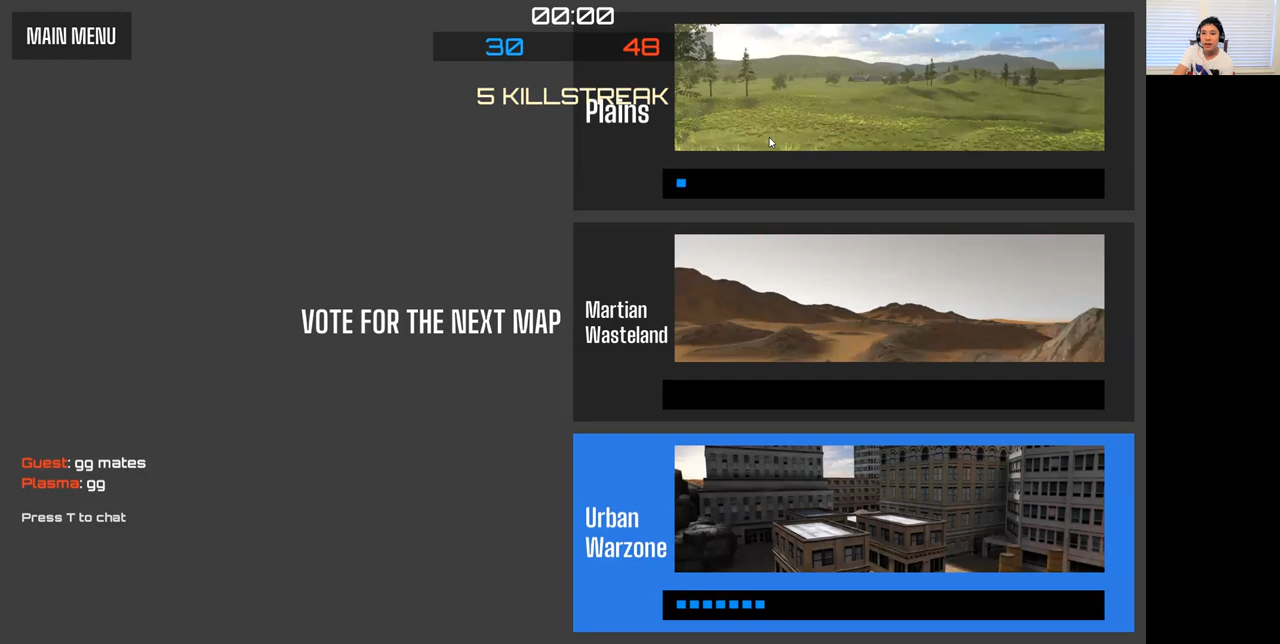 MAIN MENU
00:00
30 48
5 KILLSTREAK
Plains
VOTE FOR THE NEXT MAP
Martian
Wasteland
Guest: gg mates
Plasma: gg
Press T to chat
Urban
Warzone